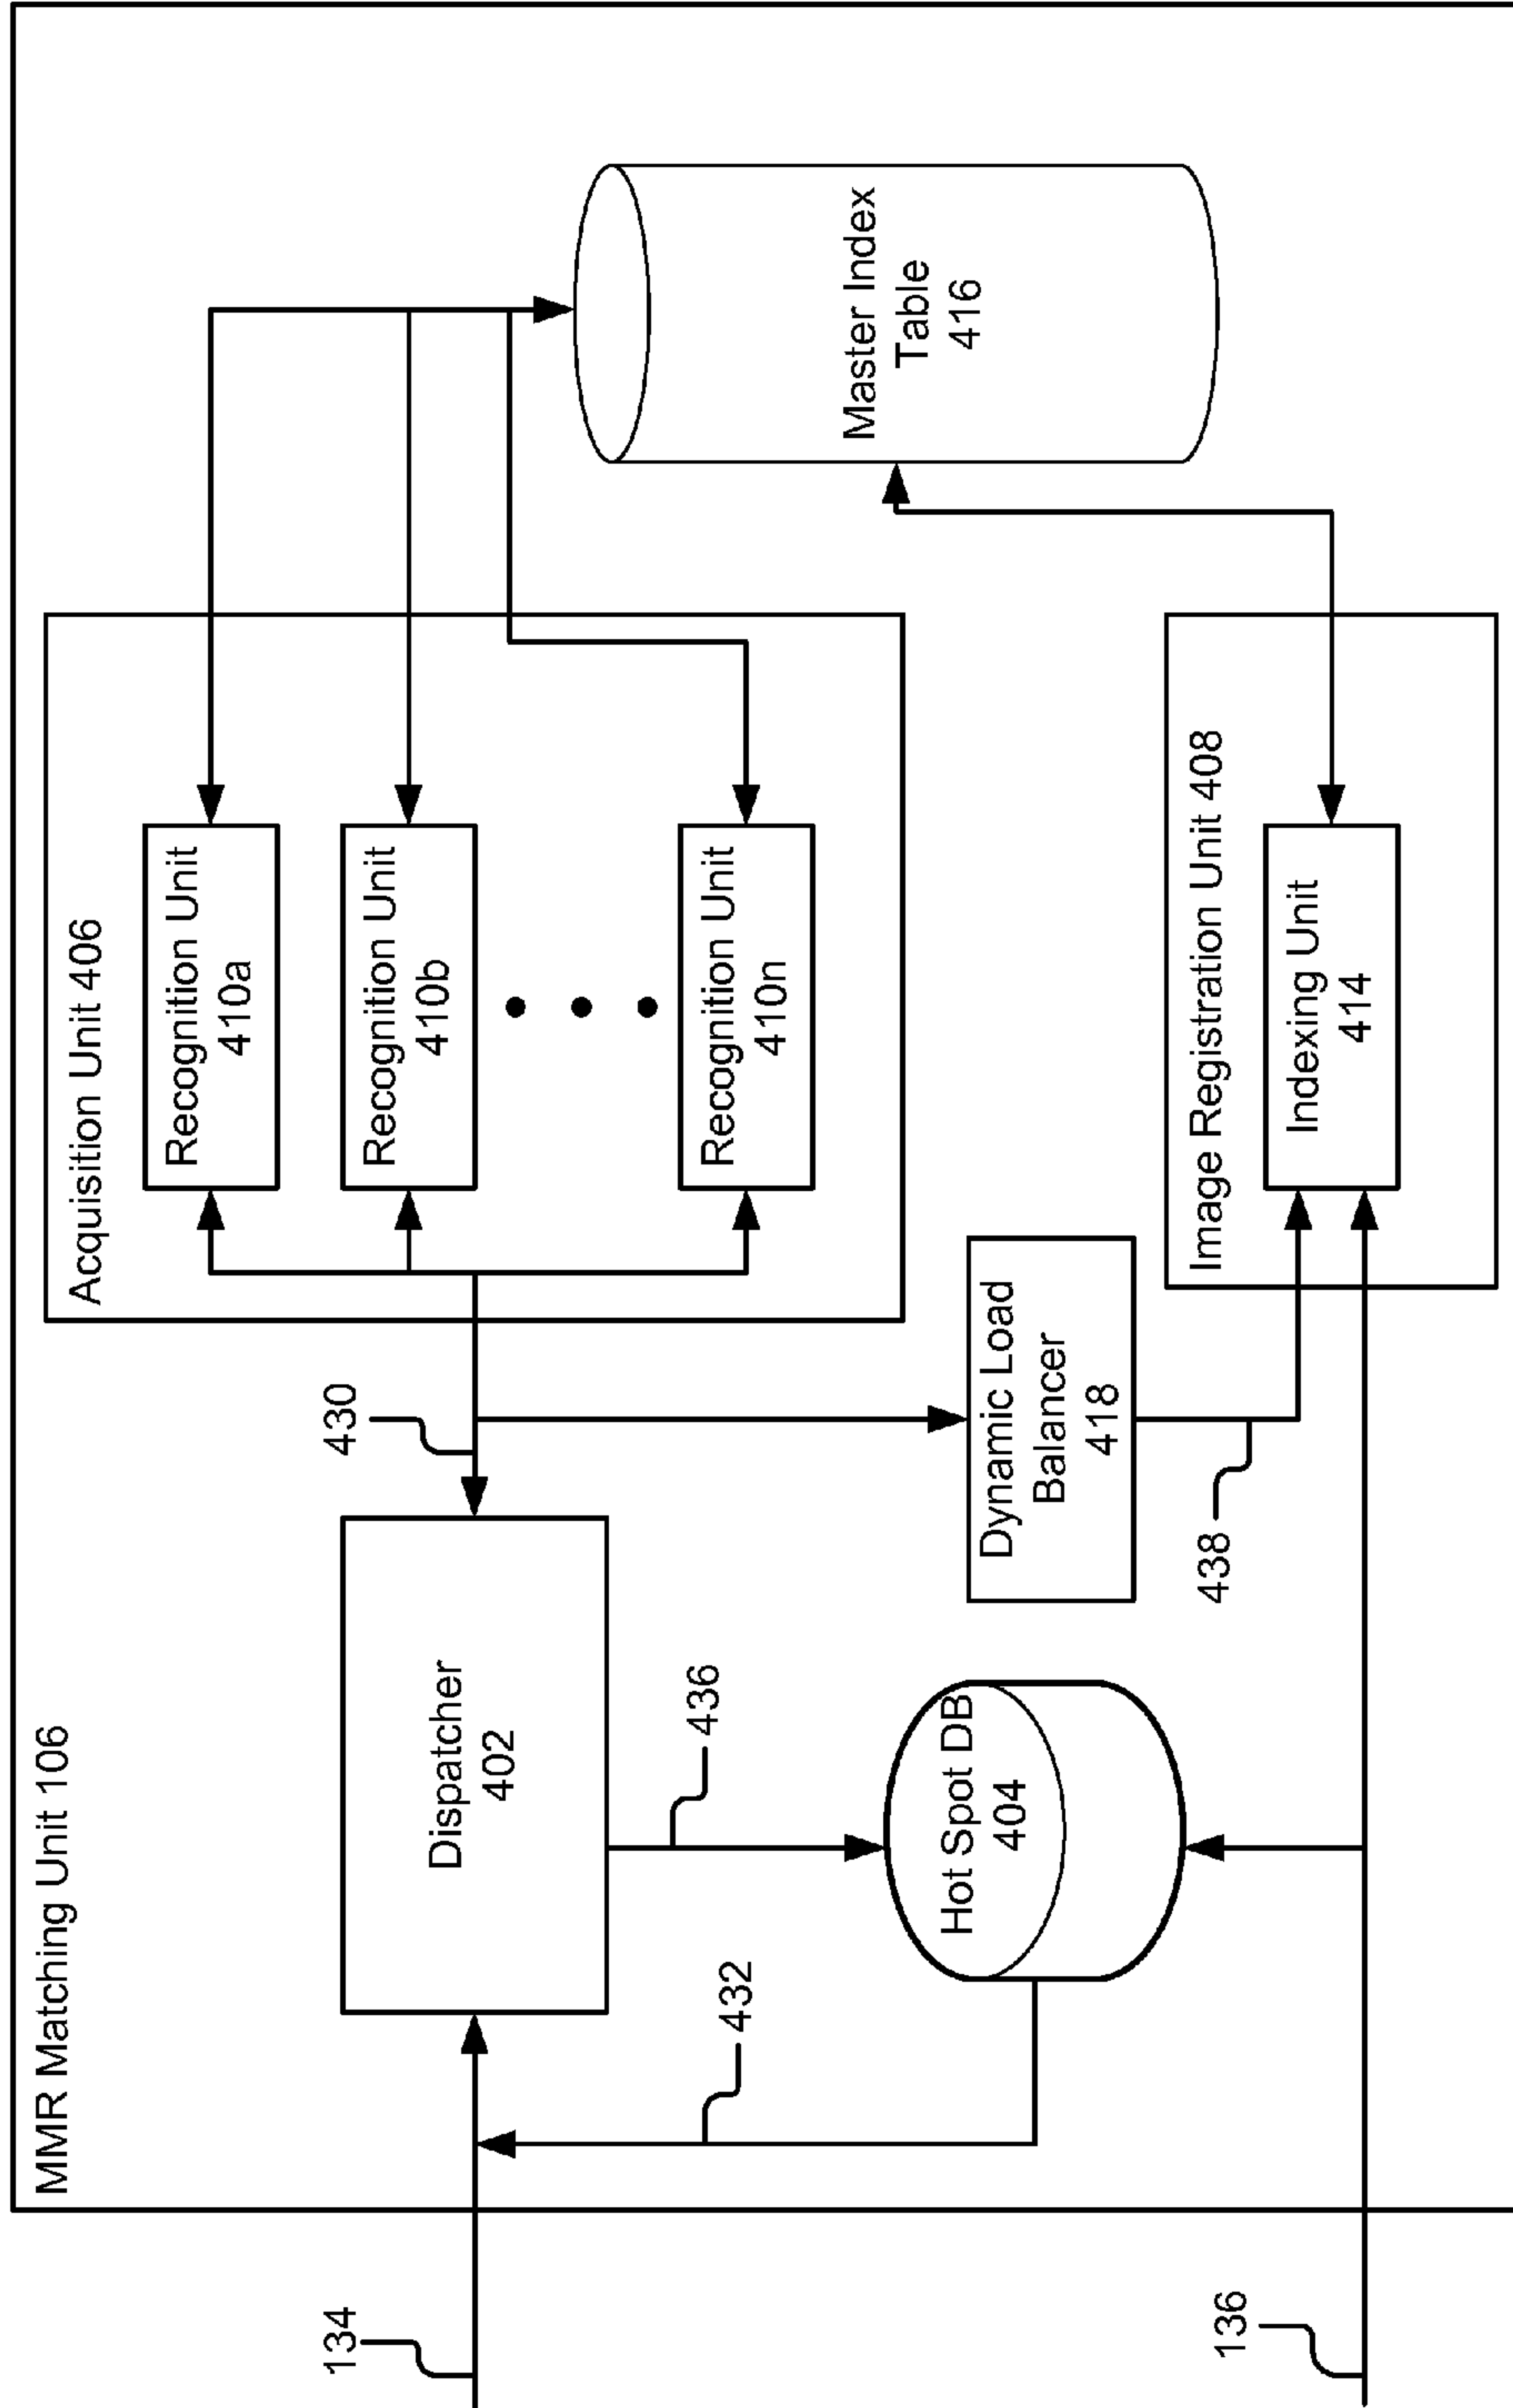 MMR Matching Unit 106
134
136
Dispatcher
402
432
436
Hot Spot DB
404
430
Dynamic Load
Balancer
418
438
Acquisition Unit 406
Recognition Unit
410a
Recognition Unit
410b
Recognition Unit
410n
Image Registration Unit 408
Indexing Unit
414
Master Index
Table
416